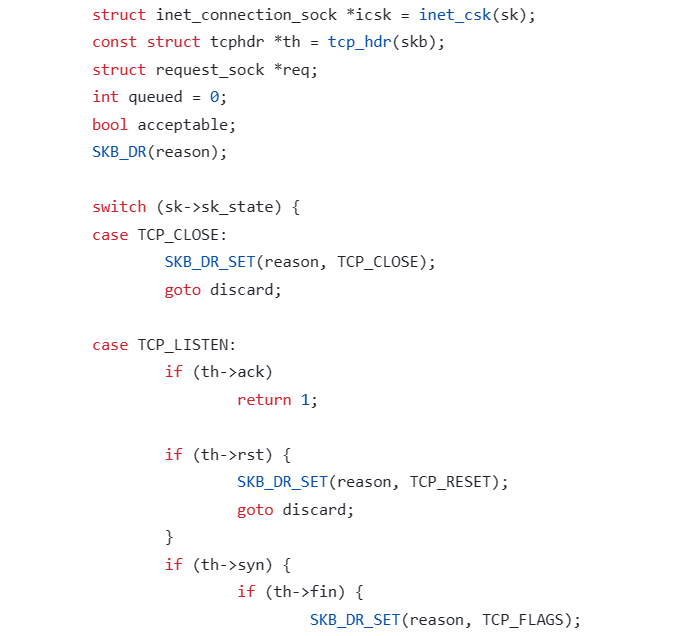 struct inet_connection_sock *icsk = inet_csk(sk);
const struct tcphdr *th = tcp_hdr(skb);
struct request_sock *req;
int queued = 0;
bool acceptable;
SKB_DR(reason);
switch (sk->sk_state) {
case TCP_CLOSE:
SKB_DR_SET(reason, TCP_CLOSE);
goto discard;
case TCP_LISTEN:
if (th->ack)
return 1;
if (th->rst) {
SKB_DR_SET(reason, TCP_RESET);
goto discard;
}
if (th->syn) {
if (th->fin) {
SKB_DR_SET(reason, TCP_FLAGS);